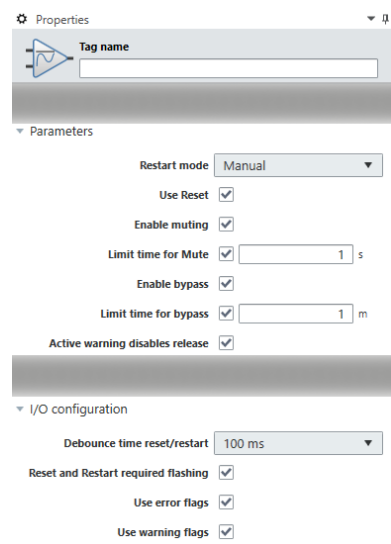 Properties
Tag name
Parameters
Restart mode Manual
Use Reset
Enable muting
Limit time for Mute 1 s
Enable bypass
Limit time for bypass 1 m
Active warning disables release
I/O configuration
Debounce time reset/restart 100 ms
Reset and Restart required flashing
Use error flags
Use warning flags